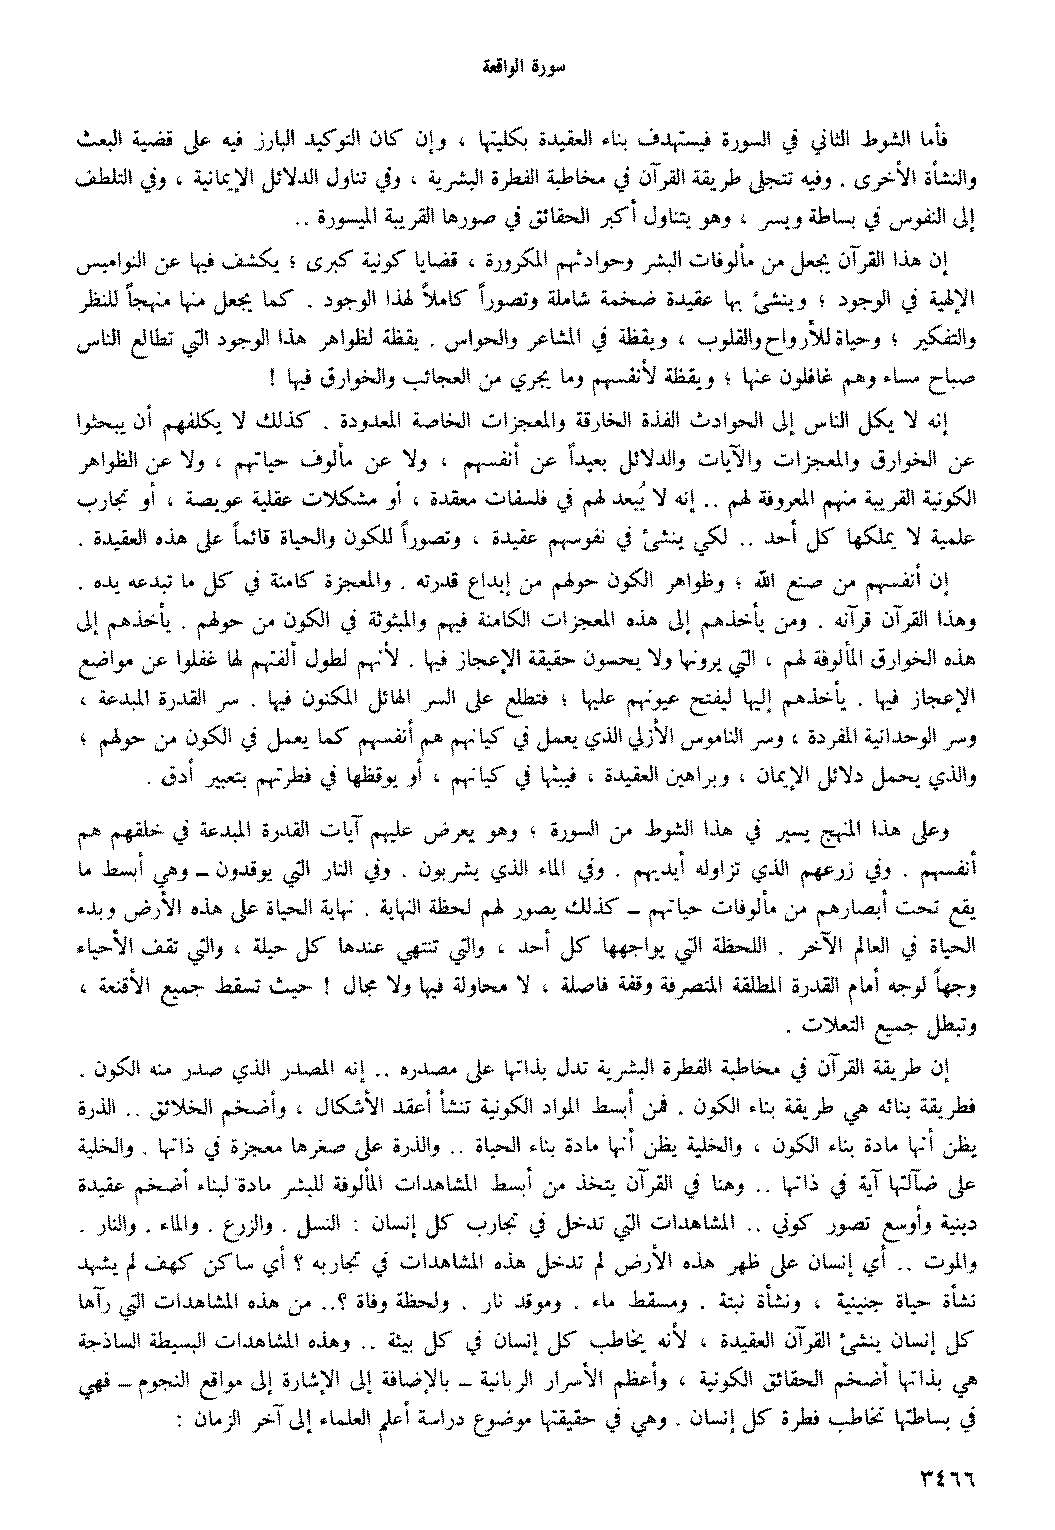 سورة الواقعة
فأما الشوط الثاني في السورة فيستهدف بناء العقيدة بكليتها ، وإن كان التوكيد البارز فيه على قضية البعث
والنشأة الأخرى . وفيه تتجلى طريقة القرآن في مخاطبة الفطرة البشرية ، وفي تناول الدلائل الإيمانية ، وفي التلطف
إلى النفوس في بساطة ويسر ، وهو يتناول أكبر الحقائق في صورها القريبة الميسورة ..
إن هذا القرآن يجعل من مألوفات البشر وحوادثهم المكرورة ، قضايا كونية كبرى ؛ يكشف فيها عن النواميس
الإلهية في الوجود ؛ وينشئ بها عقيدة ضخمة شاملة وتصوراً كاملاً لهذا الوجود . كما يجعل منها منهجاً للنظر
والتفكير ؛ وحياة للأرواح والقلوب ، ويقظة في المشاعر والحواس . يقظة لظواهر هذا الوجود التي تطالع الناس
صباح مساء وهم غافلون عنها ؛ ويقظة لأنفسهم وما يجري من العجائب والخوارق فيها !
إنه لا يكل الناس إلى الحوادث الفذة الخارقة والمعجزات الخاصة المعدودة . كذلك لا يكلفهم أن يبحثوا
عن الخوارق والمعجزات والآيات والدلائل بعيداً عن أنفسهم ، ولا عن مألوف حياتهم ، ولا عن الظواهر
الكونية القريبة منهم المعروفة لهم .. إنه لا يُبعد لهم في فلسفات معقدة ، أو مشكلات عقلية عويصة ، أو تجارب
علمية لا يملكها كل أحد .. لكي ينشئ في نفوسهم عقيدة ، وتصوراً للكون والحياة قائماً على هذه العقيدة .
إن أنفسهم من صنع الله ؛ وظواهر الكون حولهم من إبداع قدرته . والمعجزة كامنة في كل ما تبدعه يده .
وهذا القرآن قرآنه . ومن يأخذهم إلى هذه المعجزات الكامنة فيهم والمبثوثة في الكون من حولهم . يأخذهم إلى
هذه الخوارق المألوفة لهم ، التي يرونها ولا يحسون حقيقة الإعجاز فيها . لأنهم لطول ألفتهم لها غفلوا عن مواضع
الإعجاز فيها . يأخذهم إليها ليفتح عيونهم عليها ؛ فتطلع على السر الهائل المكنون فيها . سر القدرة المبدعة ،
وسر الوحدانية المفردة ، وسر الناموس الأزلي الذي يعمل في كيانهم هم أنفسهم كما يعمل في الكون من حولهم ؛
والذي يحمل دلائل الإيمان ، وبراهين العقيدة ، فيبثها في كيانهم ، أو يوقظها في فطرتهم بتعبير أدق .
وعلى هذا المنهج يسير في هذا الشوط من السورة ؛ وهو يعرض عليهم آيات القدرة المبدعة في خلقهم هم
أنفسهم . وفي زرعهم الذي تزاوله أيديهم . وفي الماء الذي يشربون . وفي النار التي يوقدون – وهي أبسط ما
يقع تحت أبصارهم من مألوفات حياتهم – كذلك يصور لهم لحظة النهاية . نهاية الحياة على هذه الأرض وبدء
الحياة في العالم الآخر . اللحظة التي يواجهها كل أحد ، والتي تنتهي عندها كل حيلة ، والتي تقف الأحياء
وجهاً لوجه أمام القدرة المطلقة المتصرفة وقفة فاصلة ، لا محاولة فيها ولا مجال ! حيث تسقط جميع الأقنعة ،
وتبطل جميع التعلات .
إن طريقة القرآن في مخاطبة الفطرة البشرية تدل بذاتها على مصدره .. إنه المصدر الذي صدر منه الكون .
فطريقة بنائه هي طريقة بناء الكون . فمن أبسط المواد الكونية تنشأ أعقد الأشكال ، وأضخم الخلائق .. الذرة
يظن أنها مادة بناء الكون ، والخلية يظن أنها مادة بناء الحياة .. والذرة على صغرها معجزة في ذاتها . والخلية
على ضآلتها آية في ذاتها .. وهنا في القرآن يتخذ من أبسط المشاهدات المألوفة للبشر مادة لبناء أضخم عقيدة
دينية وأوسع تصور كوني .. المشاهدات التي تدخل في تجارب كل إنسان : النسل . والزرع . والماء . والنار .
والموت .. أي إنسان على ظهر هذه الأرض لم تدخل هذه المشاهدات في تجاربه ؟ أي ساكن كهف لم يشهد
نشأة حياة جنينية ، ونشأة نبتة . ومسقط ماء . وموقد نار . ولحظة وفاة ؟.. من هذه المشاهدات التي رآها
كل إنسان ينشئ القرآن العقيدة ، لأنه يخاطب كل إنسان في كل بيئة .. وهذه المشاهدات البسيطة الساذجة
هي بذاتها أضخم الحقائق الكونية ، وأعظم الأسرار الربانية – بالإضافة إلى الإشارة إلى مواقع النجوم – فهي
في بساطتها تخاطب فطرة كل إنسان . وهي في حقيقتها موضوع دراسة أعلم العلماء إلى آخر الزمان :
٣٤٦٦